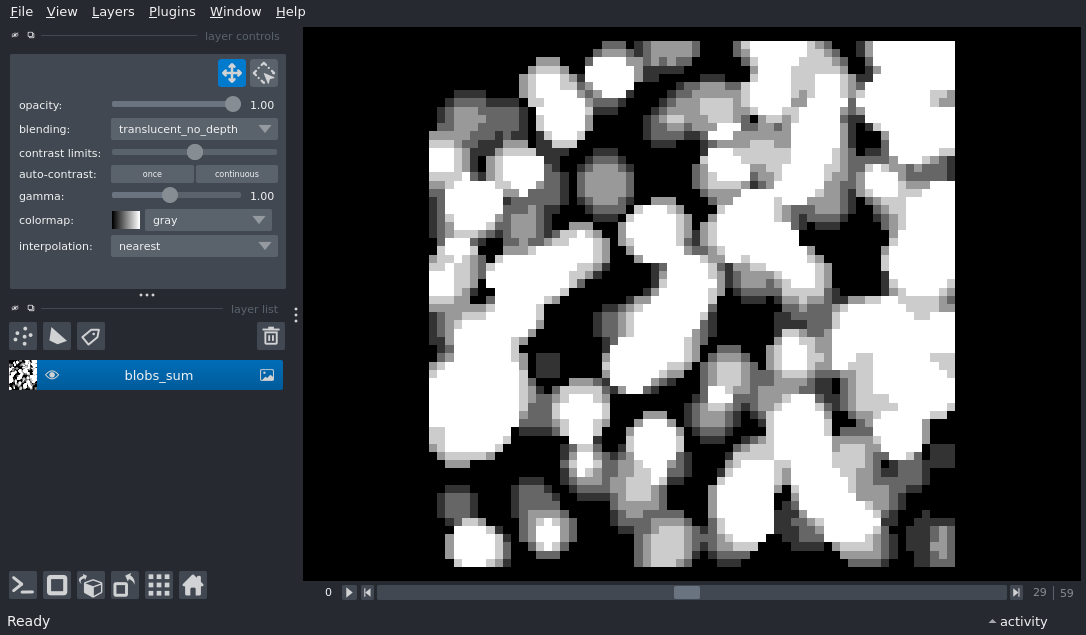 File View Layers Plugins Window Help
layer controls
opacity: 1.00
blending: translucent_no_depth
contrast limits:
auto-contrast: once continuous
gamma: 1.00
colormap: gray
interpolation: nearest
layer list
blobs_sum
0 29 | 59
Ready activity